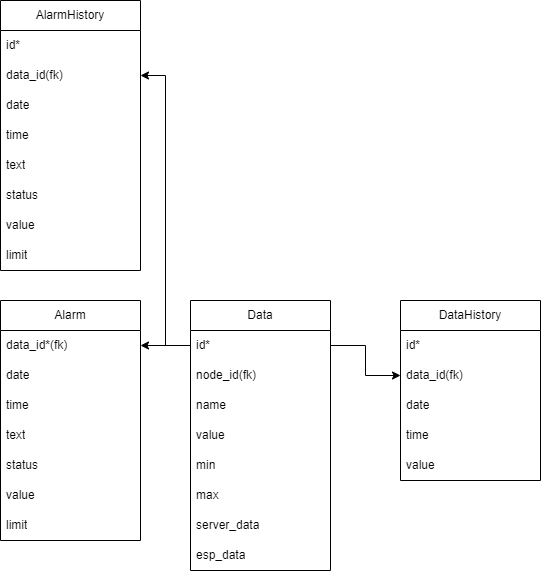 AlarmHistory
id*
data_id(fk)
date
time
text
status
value
limit
Alarm
data_id*(fk)
date
time
text
status
value
limit
Data
id*
node_id(fk)
name
value
min
max
server_data
esp_data
DataHistory
id*
data_id(fk)
date
time
value